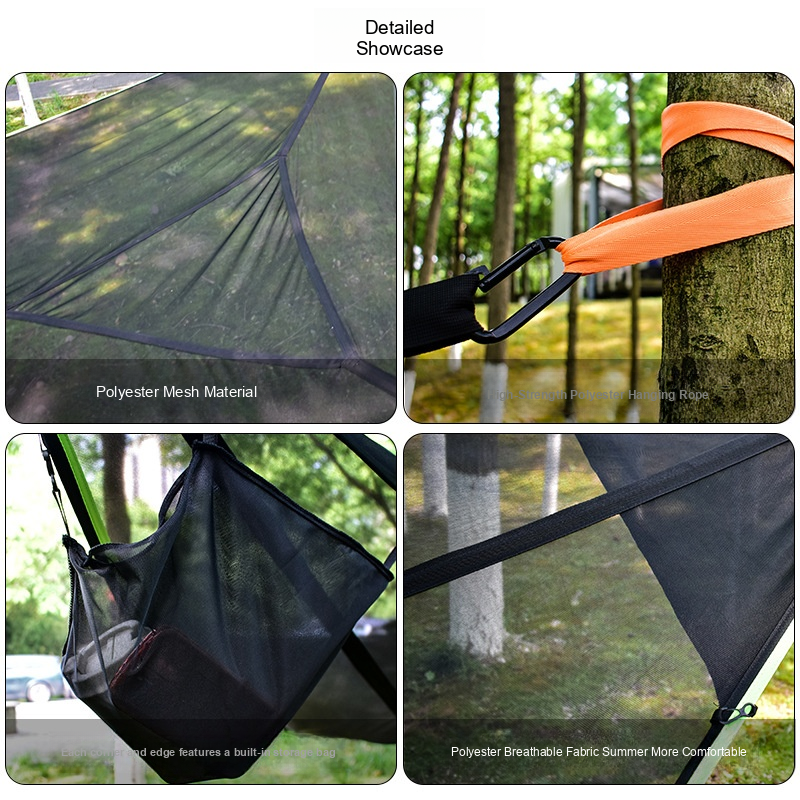 Detailed
Showcase
Polyester Mesh Material
High Strength Polyester Hanging Rope
Each corner and edge features a built-in storage bag
Polyester Breathable Fabric Summer More Comfortable